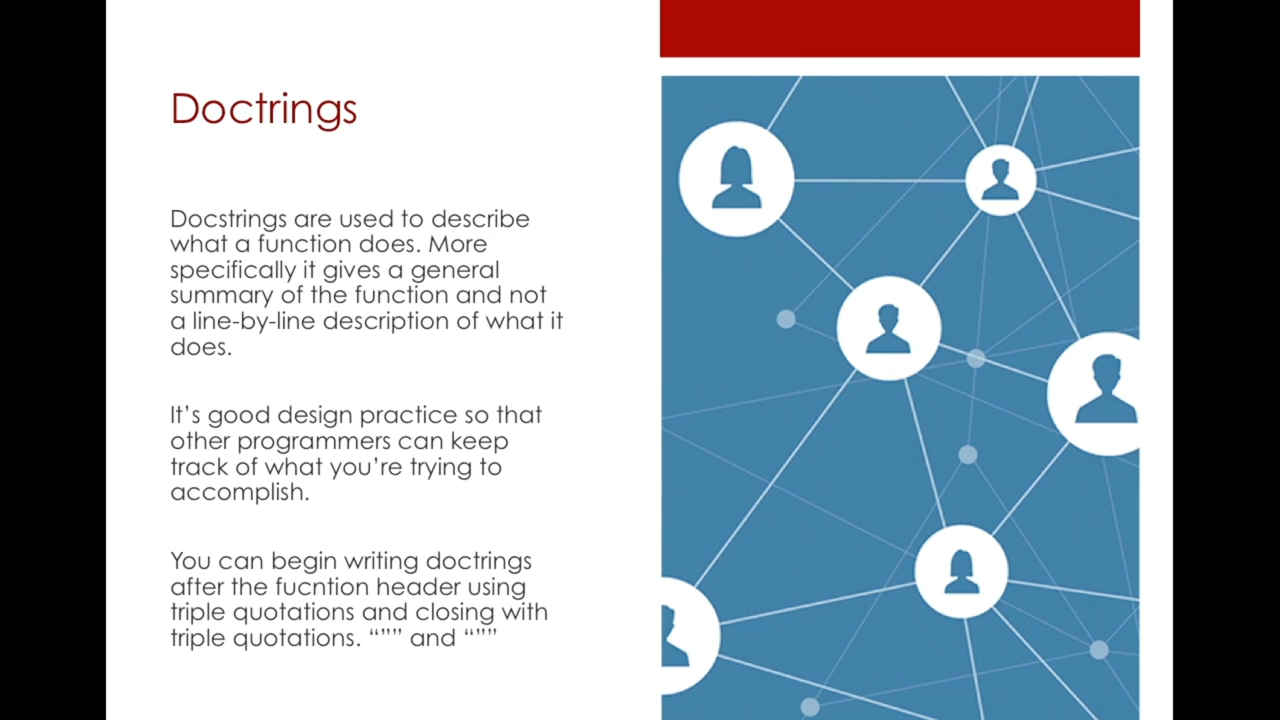 Doctrings
Docstrings are used to describe
what a function does. More
specifically it gives a general
summary of the function and not
a line-by-line description of what it
does.
It’s good design practice so that
other programmers can keep
track of what you’re trying to
accomplish.
You can begin writing doctrings
after the fucntion header using
triple quotations and closing with
triple quotations. “”” and “””